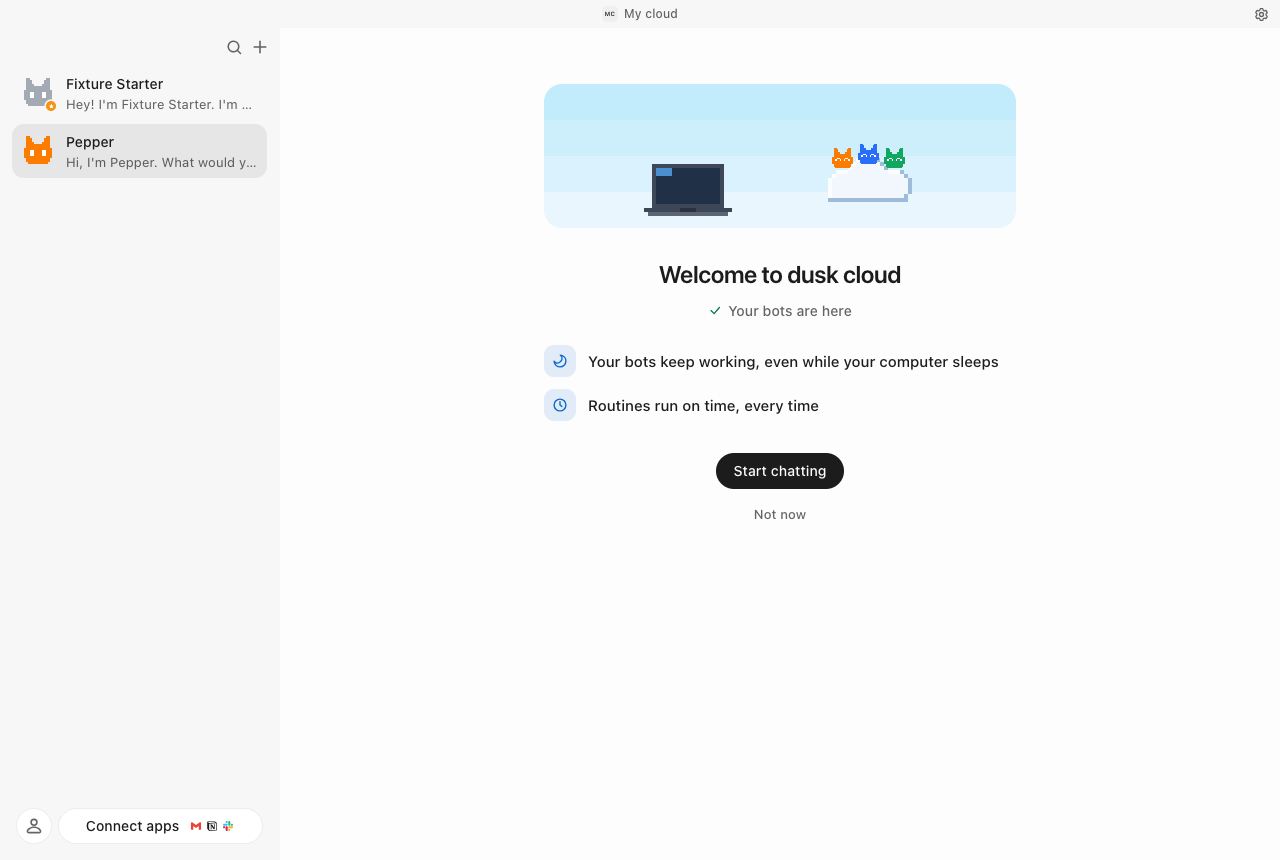 MC My cloud
Fixture Starter
Hey! I'm Fixture Starter. I'm ...
Pepper
Hi, I'm Pepper. What would y...
Welcome to dusk cloud
Your bots are here
Your bots keep working, even while your computer sleeps
Routines run on time, every time
Start chatting
Not now
Connect apps